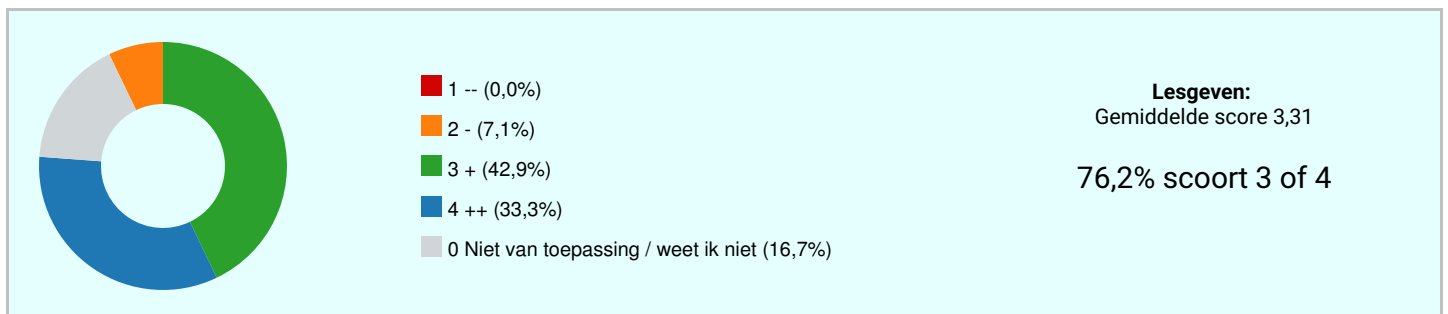 1 -- (0,0%)
2 - (7,1%)
3 + (42,9%)
4 ++ (33,3%)
0 Niet van toepassing / weet ik niet (16,7%)
Lesgeven:
Gemiddelde score 3,31
76,2% scoort 3 of 4